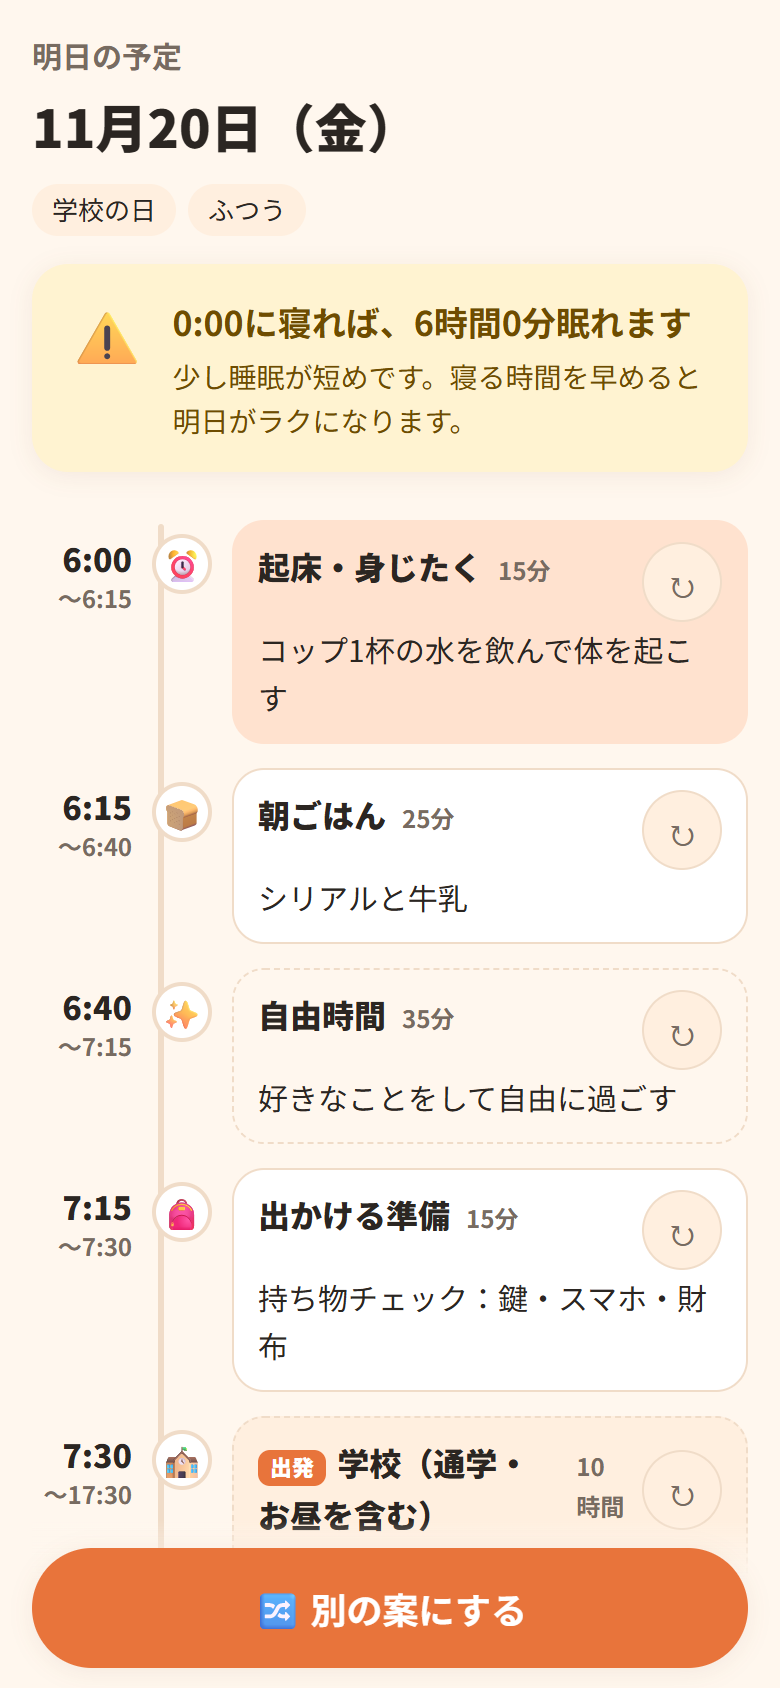 明日の予定
11月20日（金）
学校の日 ふつう
0:00に寝れば、6時間0分眠れます
少し睡眠が短めです。寝る時間を早めると
明日がラクになります。
6:00
〜6:15
起床・身じたく 15分
コップ1杯の水を飲んで体を起こ
す
6:15
〜6:40
朝ごはん 25分
シリアルと牛乳
6:40
〜7:15
自由時間 35分
好きなことをして自由に過ごす
7:15
〜7:30
出かける準備 15分
持ち物チェック：鍵・スマホ・財
布
7:30
〜17:30
出発 学校（通学・
お昼を含む）
10
時間
別の案にする